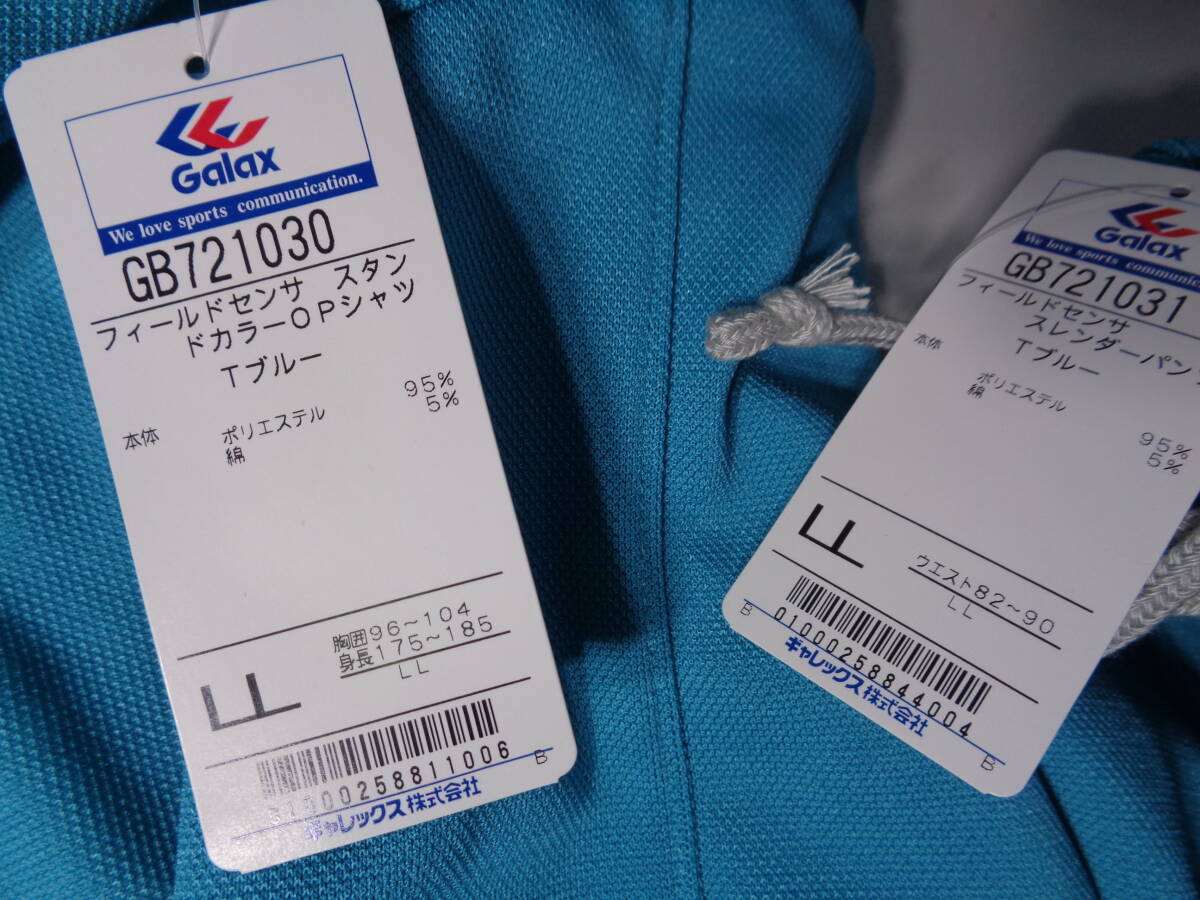 Galax
We love sports communication.
GB721030
フィールドセンサ スタン
ドカラーOPシャツ
Tブルー
本体 ポリエステル 95%
綿 5%
胸囲96~104
身長175~185
LL
LL
01000258811006 B
ギャレックス株式会社
Galax
We love sports communication
GB721031
フィールドセンサ
スレンダーパン
Tブルー
本体 ポリエステル 95%
綿 5%
LL
ウエスト82~90
LL
B 01000258844004 B
ギャレックス株式会社